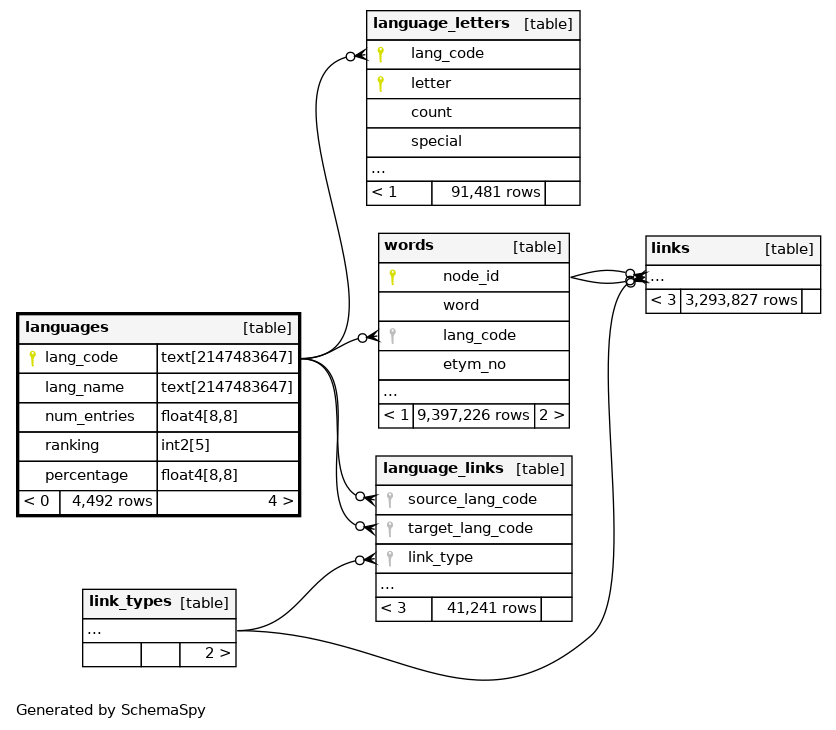 language_letters [table]
lang_code
letter
count
special
...
< 1 91,481 rows
words [table]
node_id
word
lang_code
etym_no
...
< 1 9,397,226 rows 2 >
links [table]
...
< 3 3,293,827 rows
languages [table]
lang_code text[2147483647]
lang_name text[2147483647]
num_entries float4[8,8]
ranking int2[5]
percentage float4[8,8]
< 0 4,492 rows 4 >
language_links [table]
source_lang_code
target_lang_code
link_type
...
< 3 41,241 rows
link_types [table]
...
2 >
Generated by SchemaSpy